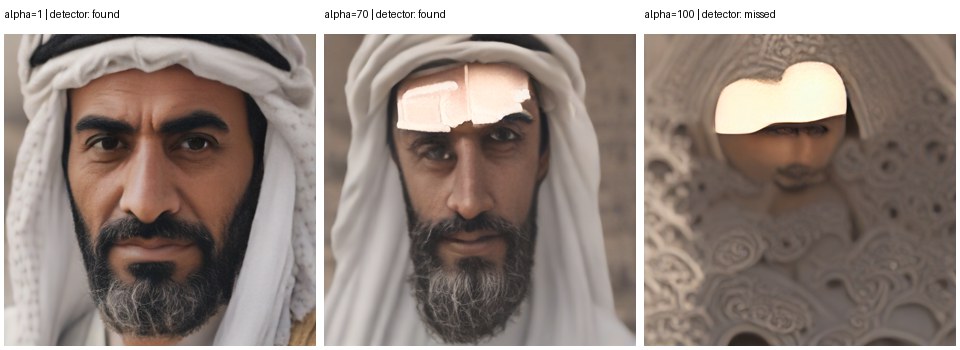 alpha=1 | detector: found
alpha=70 | detector: found
alpha=100 | detector: missed